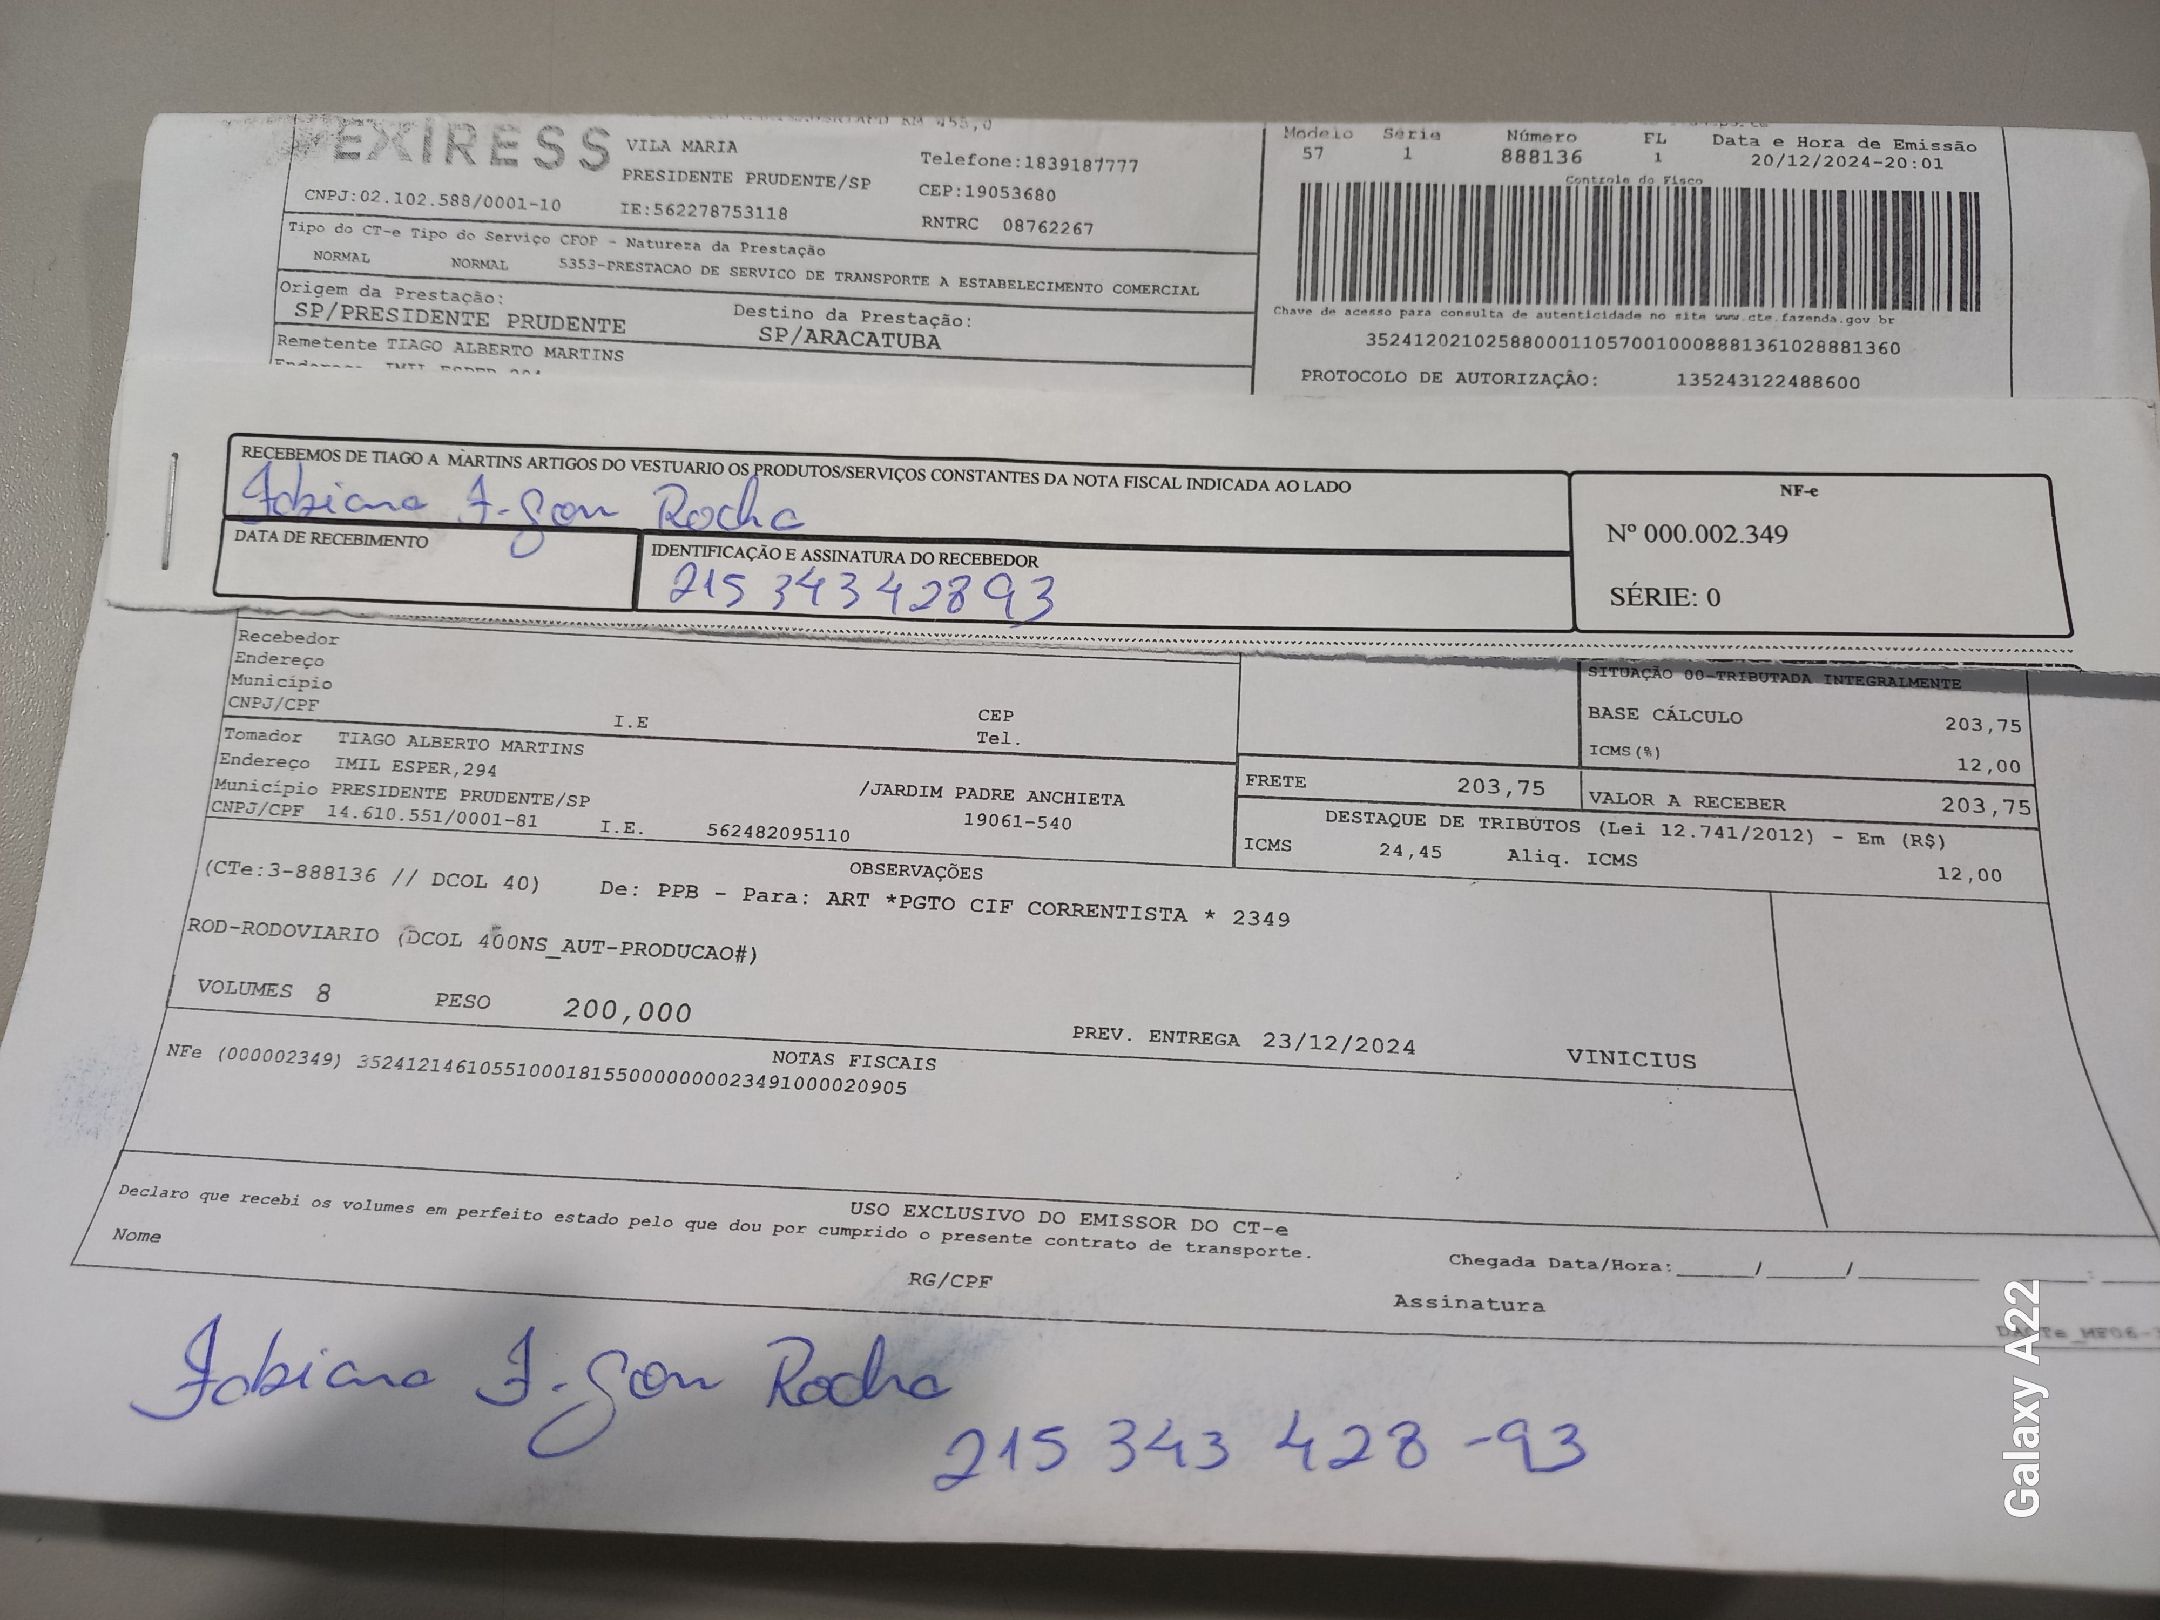 KM 455,0
EXIRESS
VILA MARIA
PRESIDENTE PRUDENTE/SP
Telefone:1839187777
CEP:19053680
CNPJ:02.102.588/0001-10
IE:562278753118
RNTRC 08762267
Modelo Série Número FL Data e Hora de Emissão
57 1 888136 1 20/12/2024-20:01
Controle do Fisco
Tipo do CT-e Tipo do Serviço CFOP - Natureza da Prestação
NORMAL NORMAL 5353-PRESTACAO DE SERVICO DE TRANSPORTE A ESTABELECIMENTO COMERCIAL
Origem da Prestação: Destino da Prestação:
SP/PRESIDENTE PRUDENTE SP/ARACATUBA
Remetente TIAGO ALBERTO MARTINS
Chave de acesso para consulta de autenticidade no site www.cte.fazenda.gov br
35241202102588000110570010008881361028881360
PROTOCOLO DE AUTORIZAÇÃO: 135243122488600
RECEBEMOS DE TIAGO A MARTINS ARTIGOS DO VESTUARIO OS PRODUTOS/SERVIÇOS CONSTANTES DA NOTA FISCAL INDICADA AO LADO
Fabiana F. Rocha
NF-e
Nº 000.002.349
SÉRIE: 0
DATA DE RECEBIMENTO
IDENTIFICAÇÃO E ASSINATURA DO RECEBEDOR
215 343 428 93
Recebedor
Endereço
Município
CNPJ/CPF
I.E
CEP
Tel.
SITUAÇÃO 00-TRIBUTADA INTEGRALMENTE
BASE CÁLCULO 203,75
ICMS(%) 12,00
Tomador TIAGO ALBERTO MARTINS
Endereço IMIL ESPER,294
Município PRESIDENTE PRUDENTE/SP /JARDIM PADRE ANCHIETA
CNPJ/CPF 14.610.551/0001-81 I.E. 562482095110 19061-540
FRETE 203,75 VALOR A RECEBER 203,75
DESTAQUE DE TRIBUTOS (Lei 12.741/2012) - Em (R$)
ICMS 24,45 Aliq. ICMS 12,00
OBSERVAÇÕES
(CTe:3-888136 // DCOL 40) De: PPB - Para: ART *PGTO CIF CORRENTISTA * 2349
ROD-RODOVIARIO (DCOL 400NS_AUT-PRODUCAO#)
VOLUMES 8 PESO 200,000 PREV. ENTREGA 23/12/2024 VINICIUS
NOTAS FISCAIS
NFe (000002349) 35241214610551000181550000000023491000020905
USO EXCLUSIVO DO EMISSOR DO CT-e
Declaro que recebi os volumes em perfeito estado pelo que dou por cumprido o presente contrato de transporte.
Nome
RG/CPF
Chegada Data/Hora:______/______/_________ :
Assinatura
Fabiana F. Rocha
215 343 428 -93
Galaxy A22